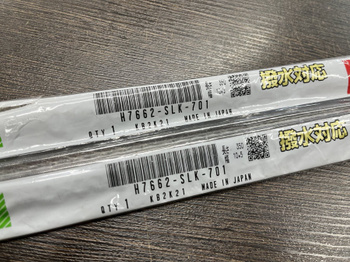 H7662-SLK-701
QTY 1 KB2K21 MADE IN JAPAN
撥水対応
H7662-SLK-701
QTY 1 KB2K21 MADE IN JAPAN
撥水対応